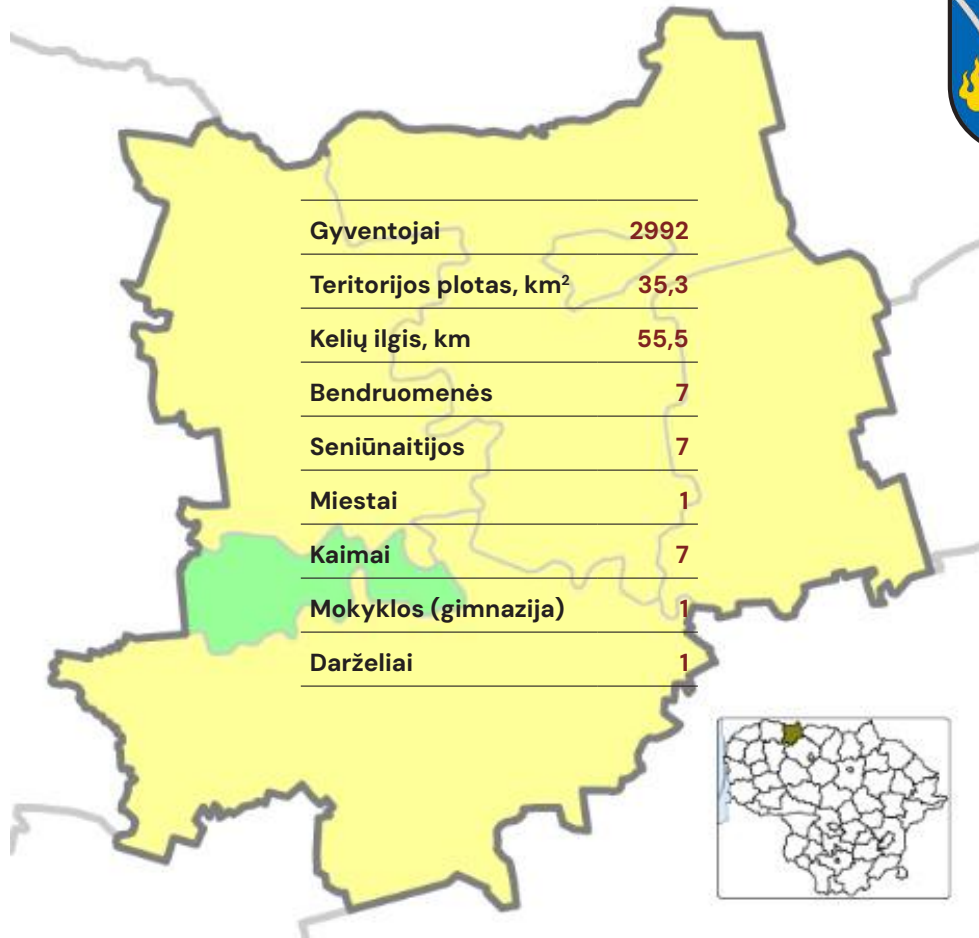 Gyventojai 2992
Teritorijos plotas, km² 35,3
Kelių ilgis, km 55,5
Bendruomenės 7
Seniūnaitijos 7
Miestai 1
Kaimai 7
Mokyklos (gimnazija) 1
Darželiai 1